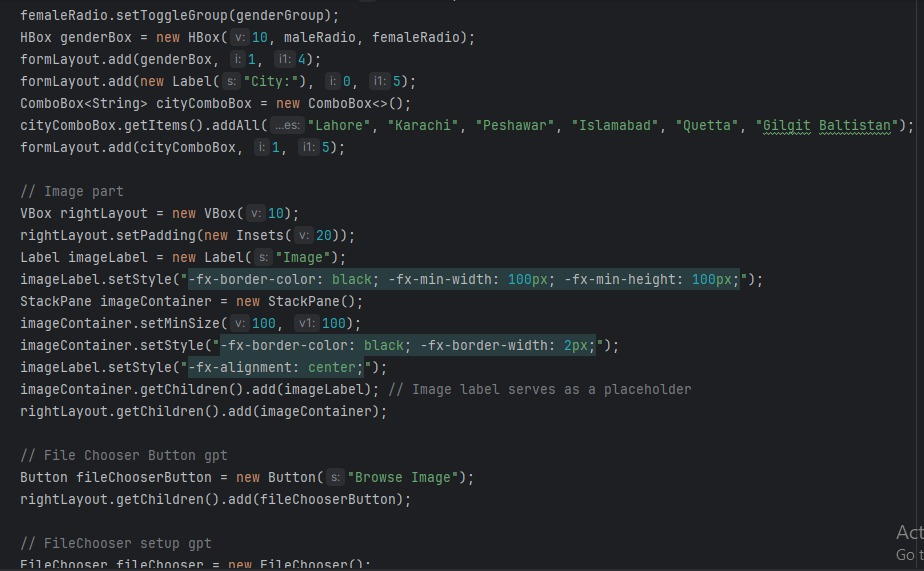 femaleRadio.setToggleGroup(genderGroup);
HBox genderBox = new HBox( v: 10, maleRadio, femaleRadio);
formLayout.add(genderBox, i: 1, i1: 4);
formLayout.add(new Label( s: "City:"), i: 0, i1: 5);
ComboBox<String> cityComboBox = new ComboBox<>();
cityComboBox.getItems().addAll( ...es: "Lahore", "Karachi", "Peshawar", "Islamabad", "Quetta", "Gilgit Baltistan");
formLayout.add(cityComboBox, i: 1, i1: 5);
// Image part
VBox rightLayout = new VBox( v: 10);
rightLayout.setPadding(new Insets( v: 20));
Label imageLabel = new Label( s: "Image");
imageLabel.setStyle("-fx-border-color: black; -fx-min-width: 100px; -fx-min-height: 100px;");
StackPane imageContainer = new StackPane();
imageContainer.setMinSize( v: 100, v1: 100);
imageContainer.setStyle("-fx-border-color: black; -fx-border-width: 2px;");
imageLabel.setStyle("-fx-alignment: center;");
imageContainer.getChildren().add(imageLabel); // Image label serves as a placeholder
rightLayout.getChildren().add(imageContainer);
// File Chooser Button gpt
Button fileChooserButton = new Button( s: "Browse Image");
rightLayout.getChildren().add(fileChooserButton);
// FileChooser setup gpt
Act
Go t
FileChooser fileChooser = new FileChooser();